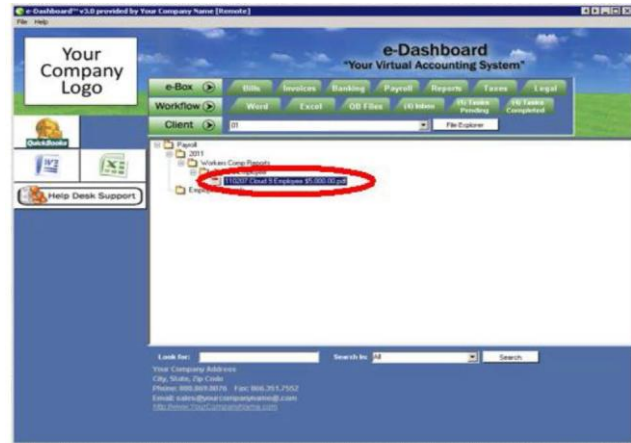 e-Dashboard™ v3.0 provided by Your Company Name [Remote]
File Help
Your
Company
Logo
e-Dashboard
"Your Virtual Accounting System"
e-Box
Bills
Invoices
Banking
Payroll
Reports
Taxes
Legal
Workflow
Word
Excel
QB Files
(4) Inbox
(5) Tasks
Pending
(4) Tasks
Completed
Client
01
File Explorer
QuickBooks
Help Desk Support
Payroll
2011
Workers Comp Reports
110207 Cloud 9 Employee $5,000.00.pdf
Look for:
Search In:
All
Search
Your Company Address
City, State, Zip Code
Phone: 888.869.0076 Fax: 866.351.7552
Email: sales@yourcompanyname@.com
http://www.YourCompanyName.com